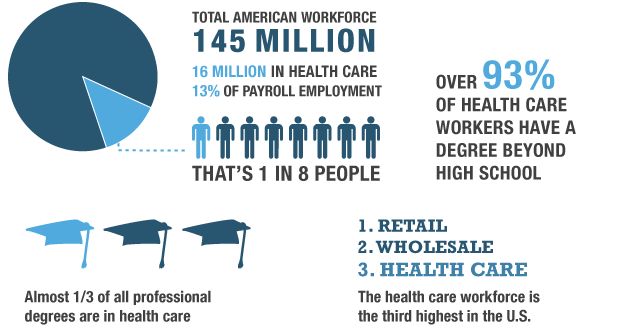 TOTAL AMERICAN WORKFORCE
145 MILLION
16 MILLION IN HEALTH CARE
13% OF PAYROLL EMPLOYMENT
THAT'S 1 IN 8 PEOPLE
OVER 93%
OF HEALTH CARE
WORKERS HAVE A
DEGREE BEYOND
HIGH SCHOOL
Almost 1/3 of all professional
degrees are in health care
1. RETAIL
2. WHOLESALE
3. HEALTH CARE
The health care workforce is
the third highest in the U.S.